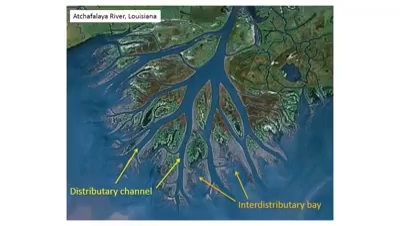 Atchafalaya River, Louisiana
Distributary channel
Interdistributary bay